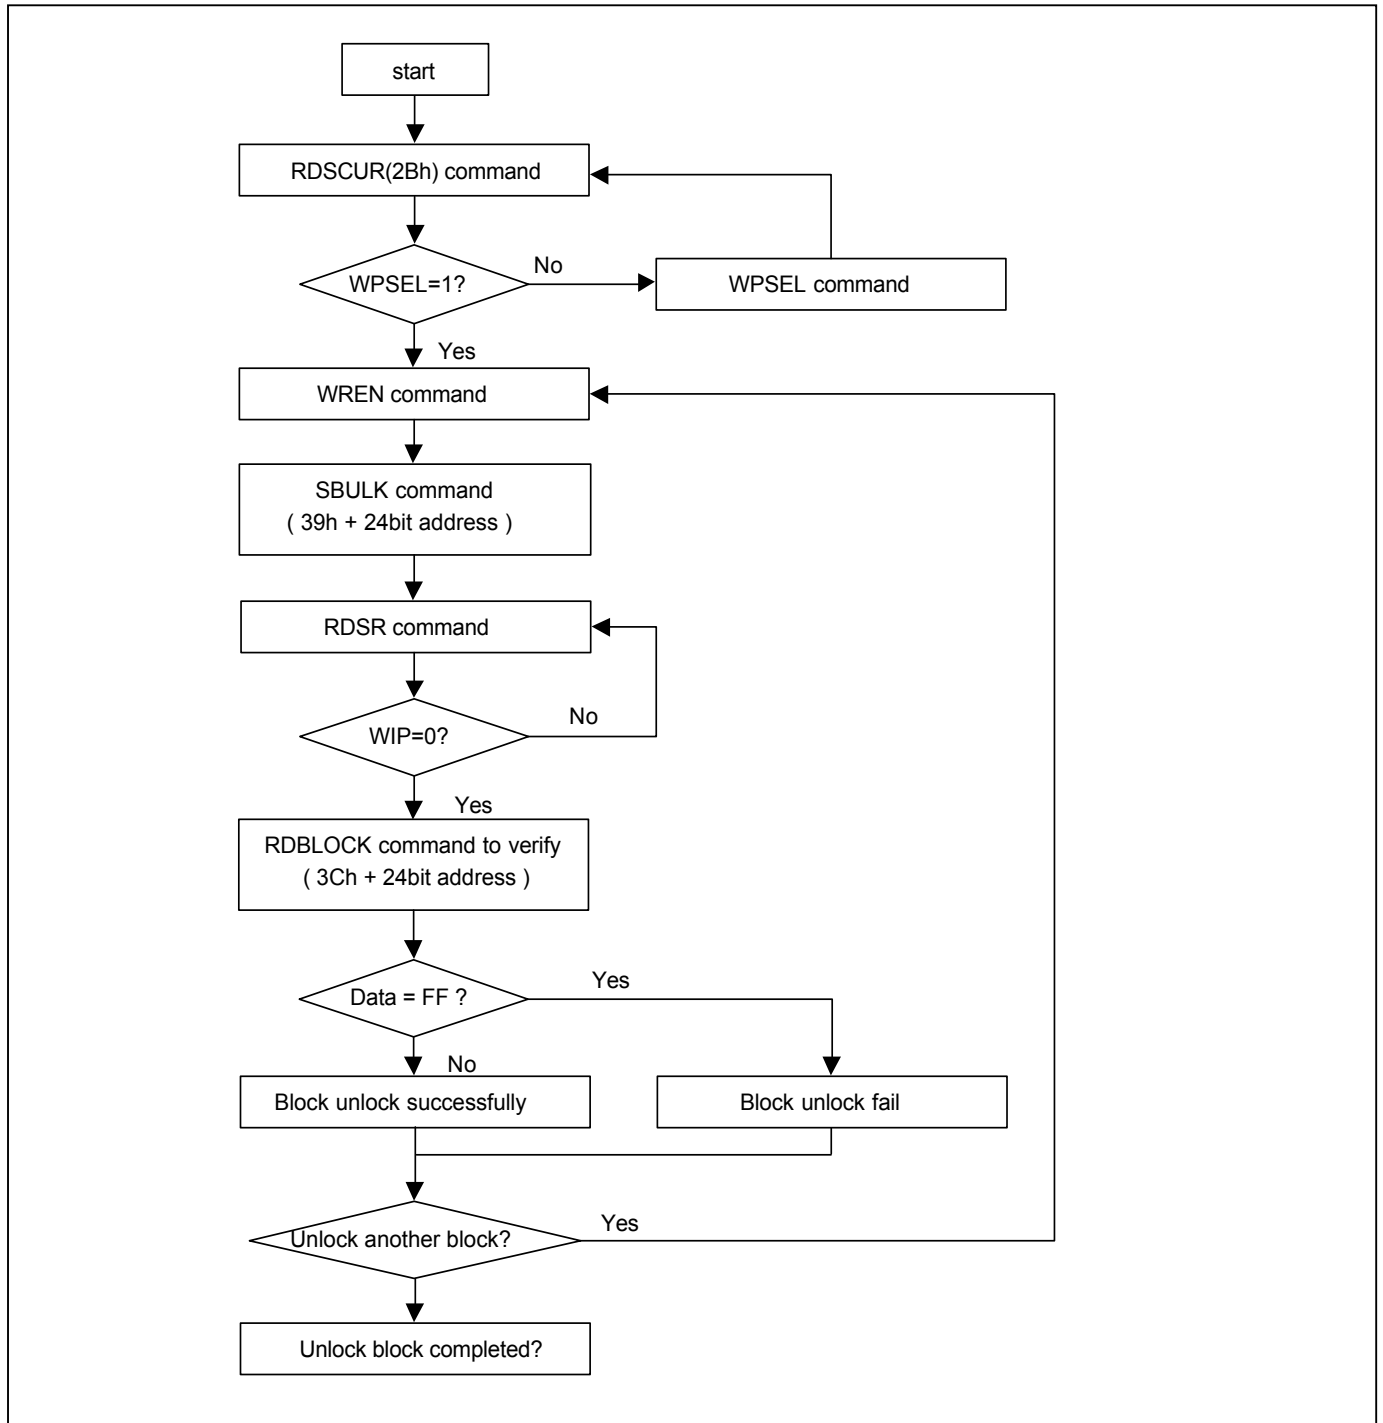 start
RDSCUR(2Bh) command
WPSEL=1?
No
WPSEL command
Yes
WREN command
SBULK command
( 39h + 24bit address )
RDSR command
WIP=0?
No
Yes
RDBLOCK command to verify
( 3Ch + 24bit address )
Data = FF ?
Yes
No
Block unlock successfully
Block unlock fail
Unlock another block?
Yes
Unlock block completed?